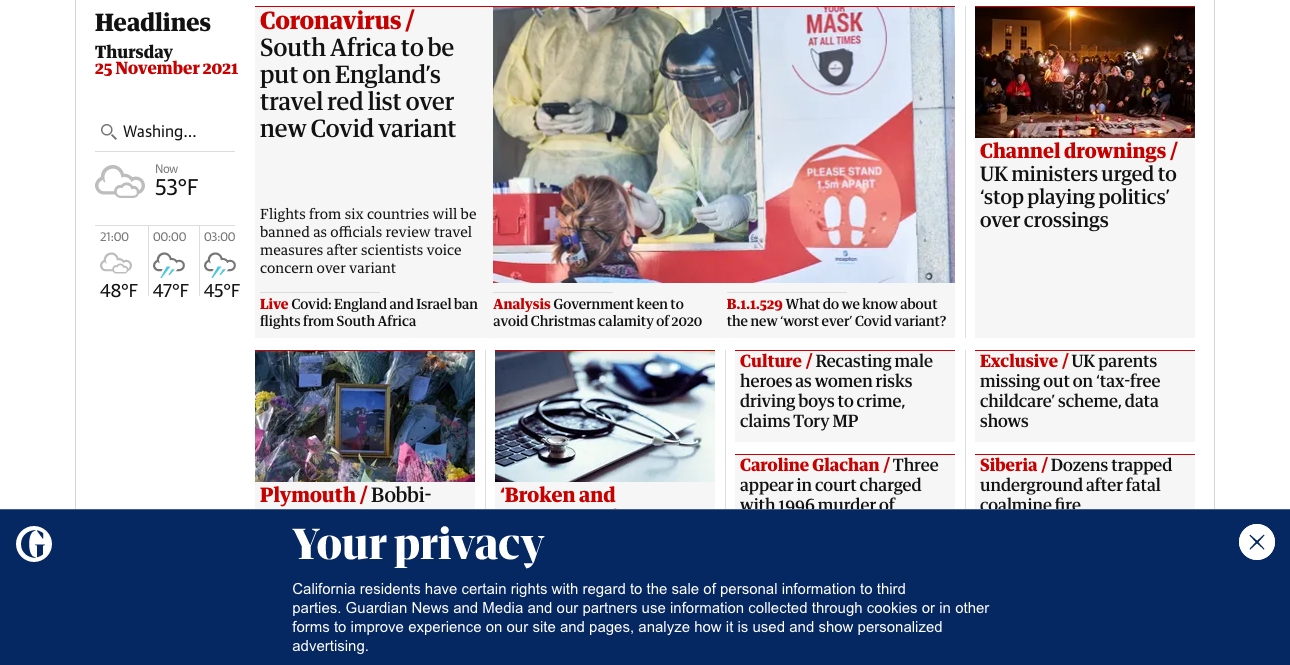 Headlines
Thursday
25 November 2021
Washing...
Now
53°F
21:00
00:00
03:00
48°F
47°F
45°F
Coronavirus /
South Africa to be
put on England's
travel red list over
new Covid variant
Flights from six countries will be
banned as officials review travel
measures after scientists voice
concern over variant
YOUR
MASK
AT ALL TIMES
PLEASE STAND
1.5m APART
inception
Live Covid: England and Israel ban
flights from South Africa
Analysis Government keen to
avoid Christmas calamity of 2020
B.1.1.529 What do we know about
the new 'worst ever' Covid variant?
Channel drownings /
UK ministers urged to
'stop playing politics'
over crossings
Plymouth / Bobbi-
'Broken and
Culture / Recasting male
heroes as women risks
driving boys to crime,
claims Tory MP
Exclusive / UK parents
missing out on 'tax-free
childcare' scheme, data
shows
Caroline Glachan / Three
appear in court charged
with 1996 murder of
Siberia / Dozens trapped
underground after fatal
coalmine fire
G
Your privacy
California residents have certain rights with regard to the sale of personal information to third
parties. Guardian News and Media and our partners use information collected through cookies or in other
forms to improve experience on our site and pages, analyze how it is used and show personalized
advertising.